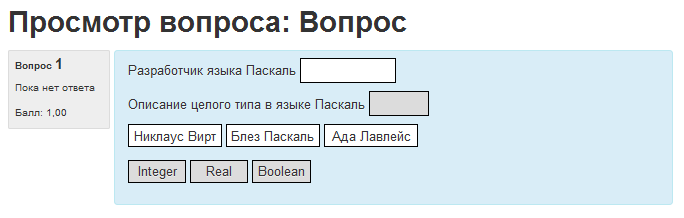 Просмотр вопроса: Вопрос
Вопрос 1
Пока нет ответа
Балл: 1,00
Разработчик языка Паскаль
Описание целого типа в языке Паскаль
Никлаус Вирт Блез Паскаль Ада Лавлейс
Integer Real Boolean